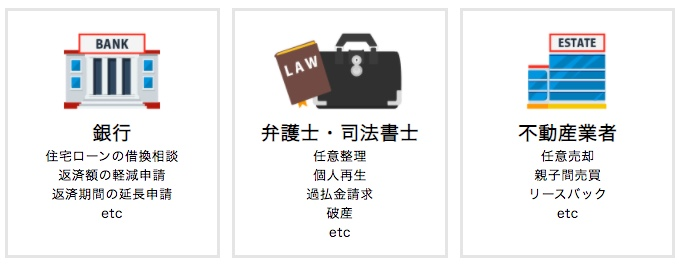 BANK
銀行
住宅ローンの借換相談
返済額の軽減申請
返済期間の延長申請
etc
LAW
弁護士・司法書士
任意整理
個人再生
過払金請求
破産
etc
ESTATE
不動産業者
任意売却
親子間売買
リースバック
etc